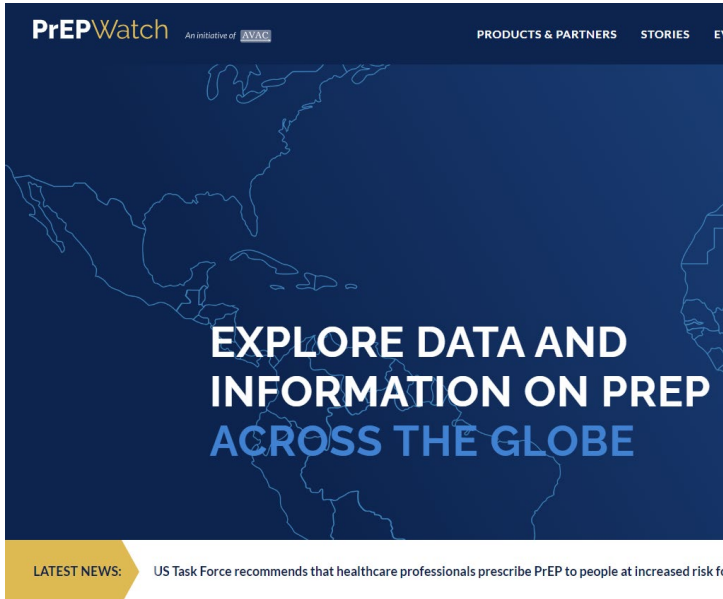 PrEPWatch An initiative of AVAC PRODUCTS & PARTNERS STORIES
EXPLORE DATA AND
INFORMATION ON PREP
ACROSS THE GLOBE
LATEST NEWS: US Task Force recommends that healthcare professionals prescribe PrEP to people at increased risk